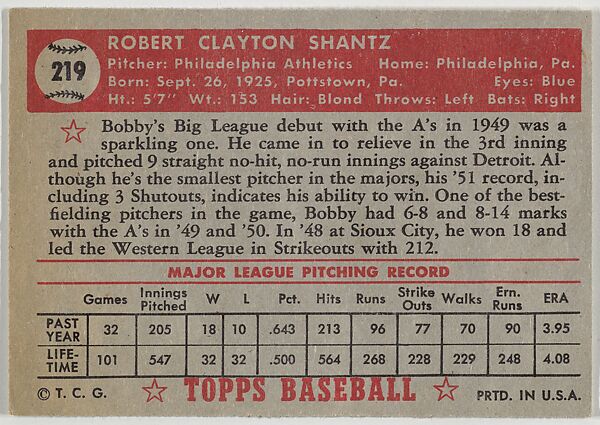 219
ROBERT CLAYTON SHANTZ
Pitcher: Philadelphia Athletics Home: Philadelphia, Pa.
Born: Sept. 26, 1925, Pottstown, Pa. Eyes: Blue
Ht.: 5'7" Wt.: 153 Hair: Blond Throws: Left Bats: Right
Bobby's Big League debut with the A's in 1949 was a
sparkling one. He came in to relieve in the 3rd inning
and pitched 9 straight no-hit, no-run innings against Detroit. Al-
though he's the smallest pitcher in the majors, his '51 record, in-
cluding 3 Shutouts, indicates his ability to win. One of the best-
fielding pitchers in the game, Bobby had 6-8 and 8-14 marks
with the A's in '49 and '50. In '48 at Sioux City, he won 18 and
led the Western League in Strikeouts with 212.
MAJOR LEAGUE PITCHING RECORD
Games Innings Pitched W L Pct. Hits Runs Strike Outs Walks Ern. Runs ERA
PAST YEAR 32 205 18 10 .643 213 96 77 70 90 3.95
LIFE-TIME 101 547 32 32 .500 564 268 228 229 248 4.08
© T. C. G. TOPPS BASEBALL PRTD. IN U.S.A.